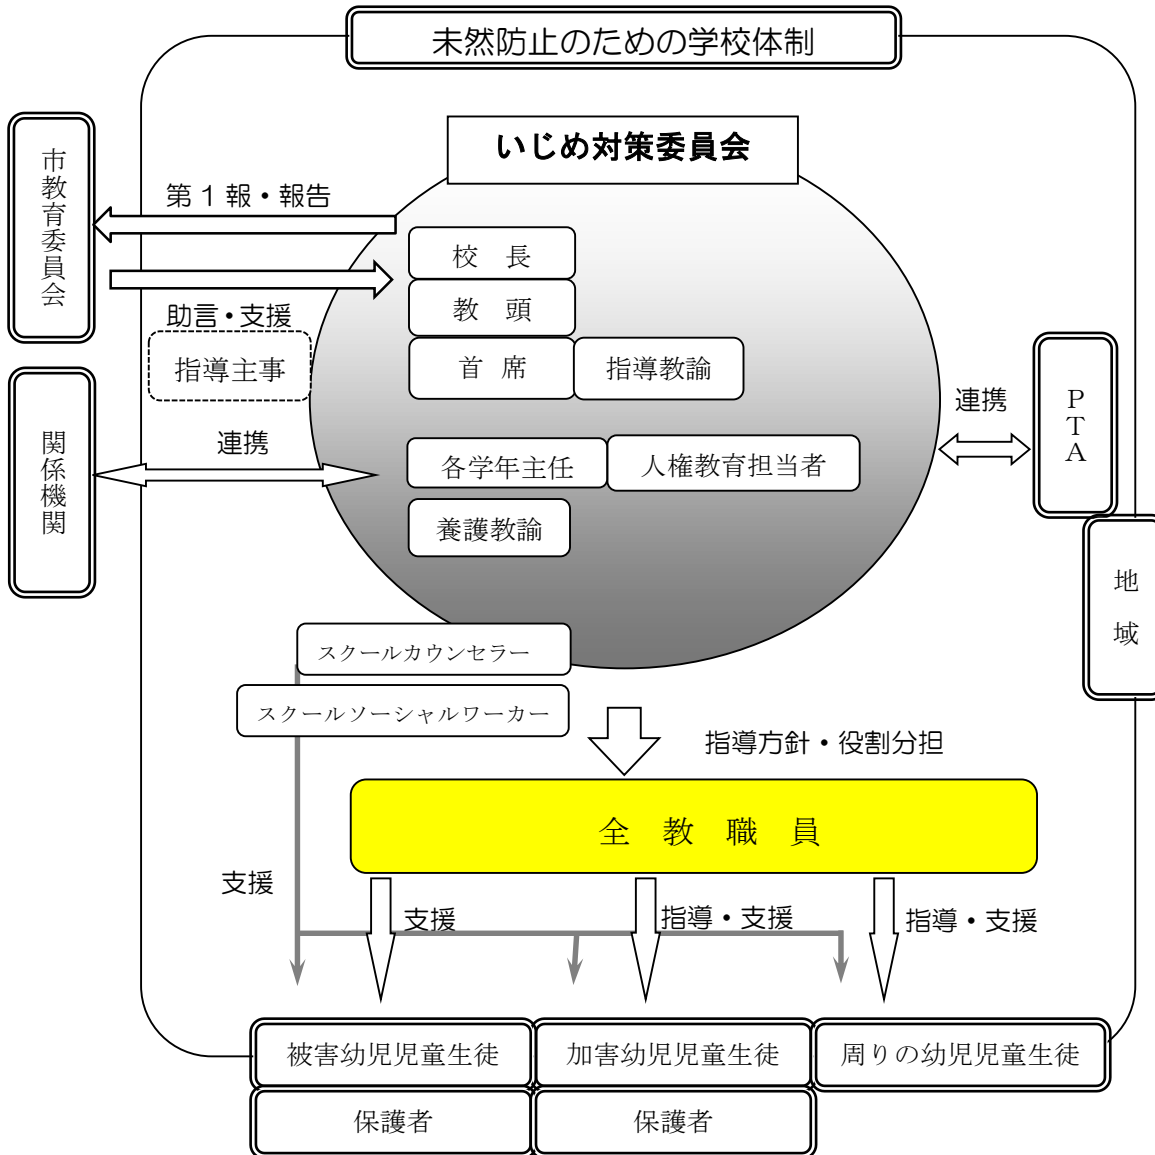 未然防止のための学校体制
いじめ対策委員会
市教育委員会
第1報・報告
校　長
助言・支援
教　頭
指導主事
首　席
指導教諭
関係機関
連携
各学年主任
人権教育担当者
養護教諭
連携
PTA
地域
スクールカウンセラー
スクールソーシャルワーカー
指導方針・役割分担
全　教　職　員
支援
支援
指導・支援
指導・支援
被害幼児児童生徒
加害幼児児童生徒
周りの幼児児童生徒
保護者
保護者